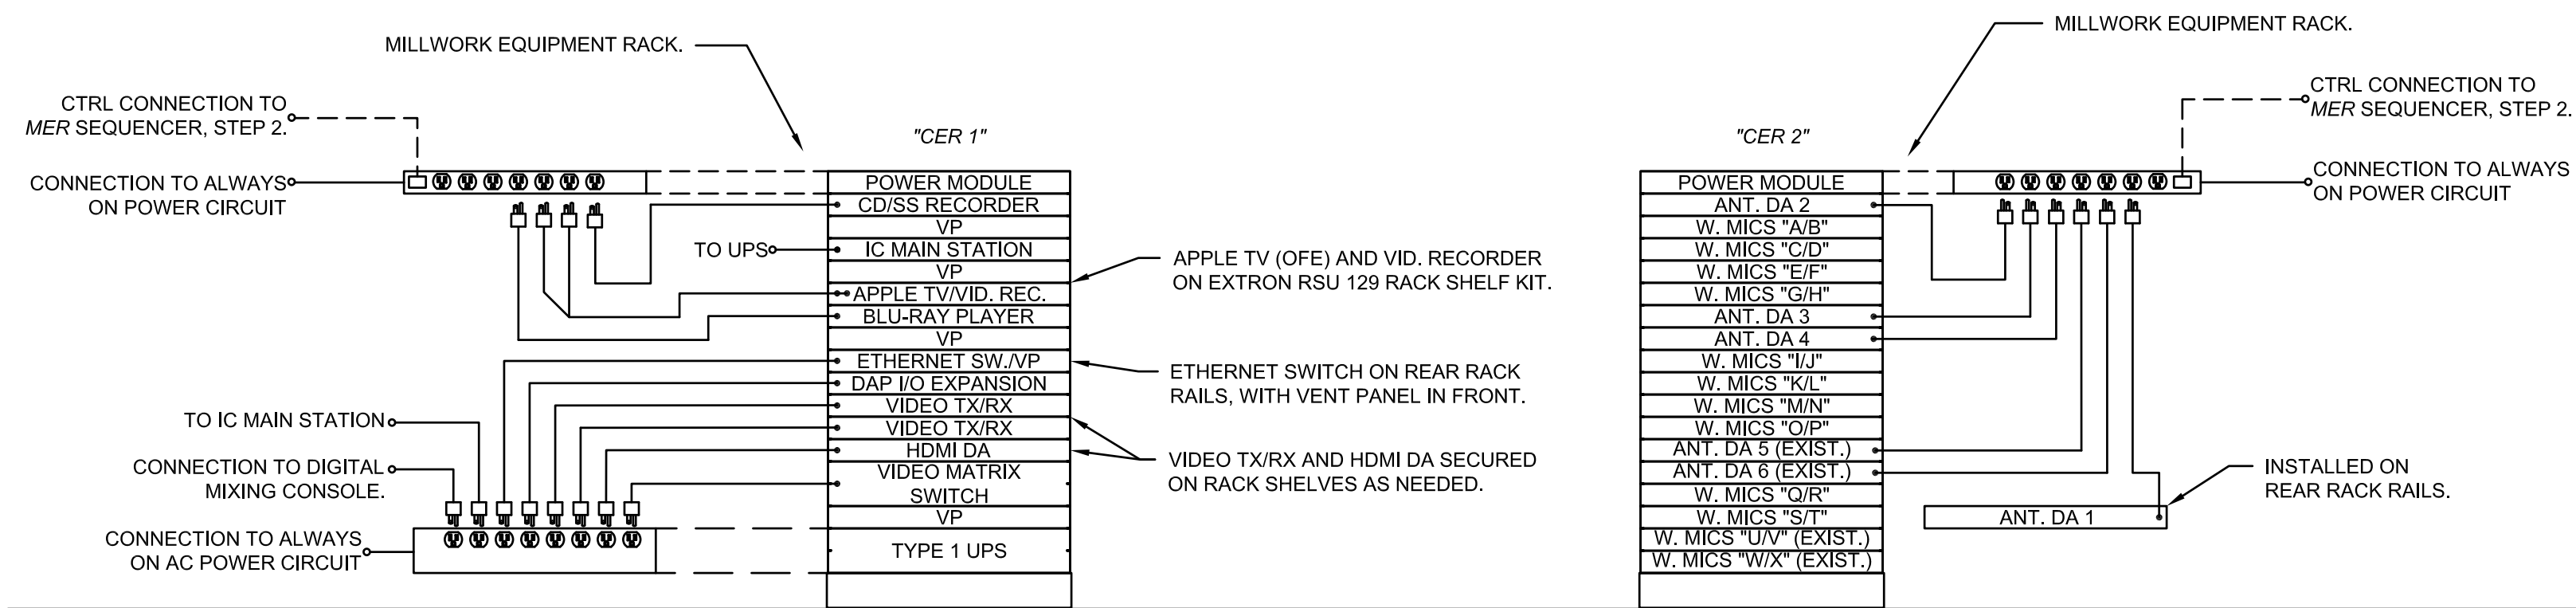 MILLWORK EQUIPMENT RACK.
CTRL CONNECTION TO
MER SEQUENCER, STEP 2.
CONNECTION TO ALWAYS
ON POWER CIRCUIT
"CER 1"
POWER MODULE
CD/SS RECORDER
VP
TO UPS
IC MAIN STATION
VP
APPLE TV/VID. REC.
BLU-RAY PLAYER
VP
ETHERNET SW./VP
DAP I/O EXPANSION
VIDEO TX/RX
VIDEO TX/RX
HDMI DA
VIDEO MATRIX
SWITCH
VP
TYPE 1 UPS
TO IC MAIN STATION
CONNECTION TO DIGITAL
MIXING CONSOLE.
CONNECTION TO ALWAYS
ON AC POWER CIRCUIT
APPLE TV (OFE) AND VID. RECORDER
ON EXTRON RSU 129 RACK SHELF KIT.
ETHERNET SWITCH ON REAR RACK
RAILS, WITH VENT PANEL IN FRONT.
VIDEO TX/RX AND HDMI DA SECURED
ON RACK SHELVES AS NEEDED.
MILLWORK EQUIPMENT RACK.
CTRL CONNECTION TO
MER SEQUENCER, STEP 2.
CONNECTION TO ALWAYS
ON POWER CIRCUIT
"CER 2"
POWER MODULE
ANT. DA 2
W. MICS "A/B"
W. MICS "C/D"
W. MICS "E/F"
W. MICS "G/H"
ANT. DA 3
ANT. DA 4
W. MICS "I/J"
W. MICS "K/L"
W. MICS "M/N"
W. MICS "O/P"
ANT. DA 5 (EXIST.)
ANT. DA 6 (EXIST.)
W. MICS "Q/R"
W. MICS "S/T"
W. MICS "U/V" (EXIST.)
W. MICS "W/X" (EXIST.)
ANT. DA 1
INSTALLED ON
REAR RACK RAILS.